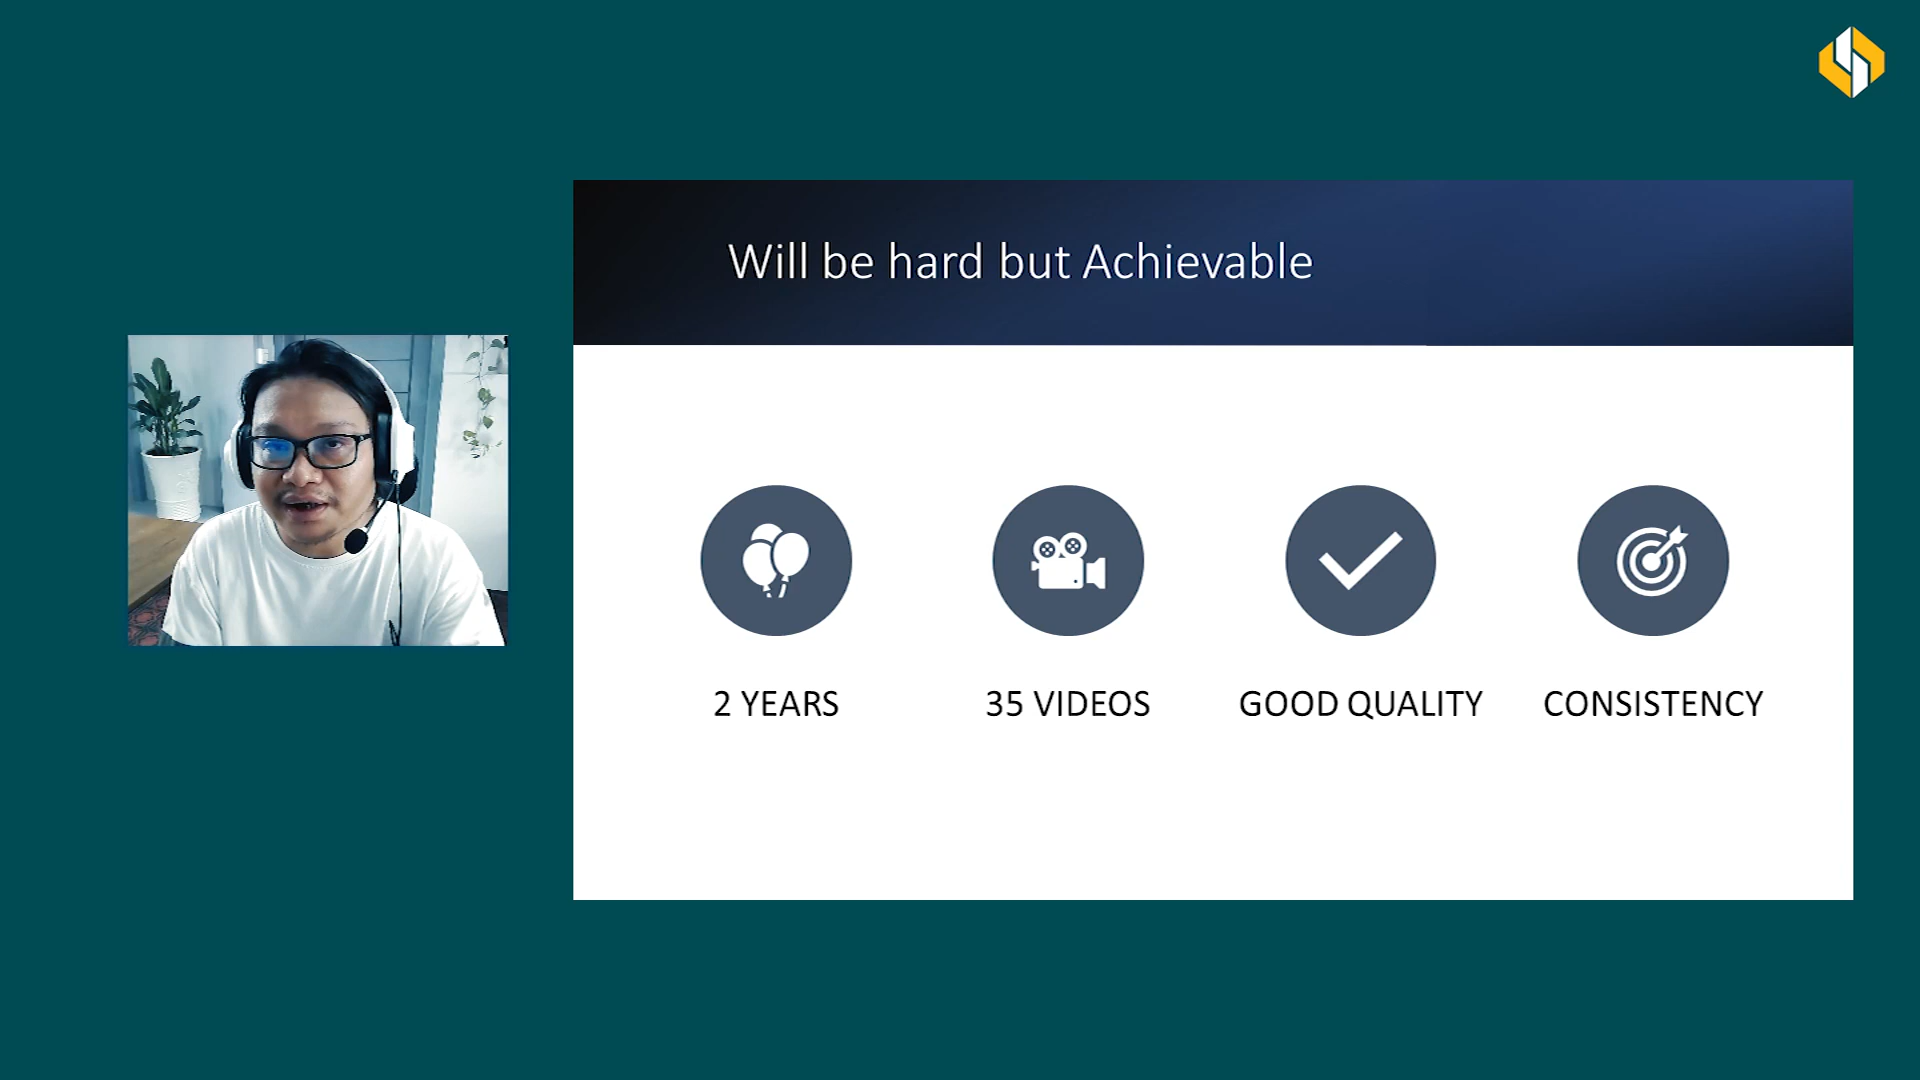 Will be hard but Achievable
2 YEARS
35 VIDEOS
GOOD QUALITY
CONSISTENCY